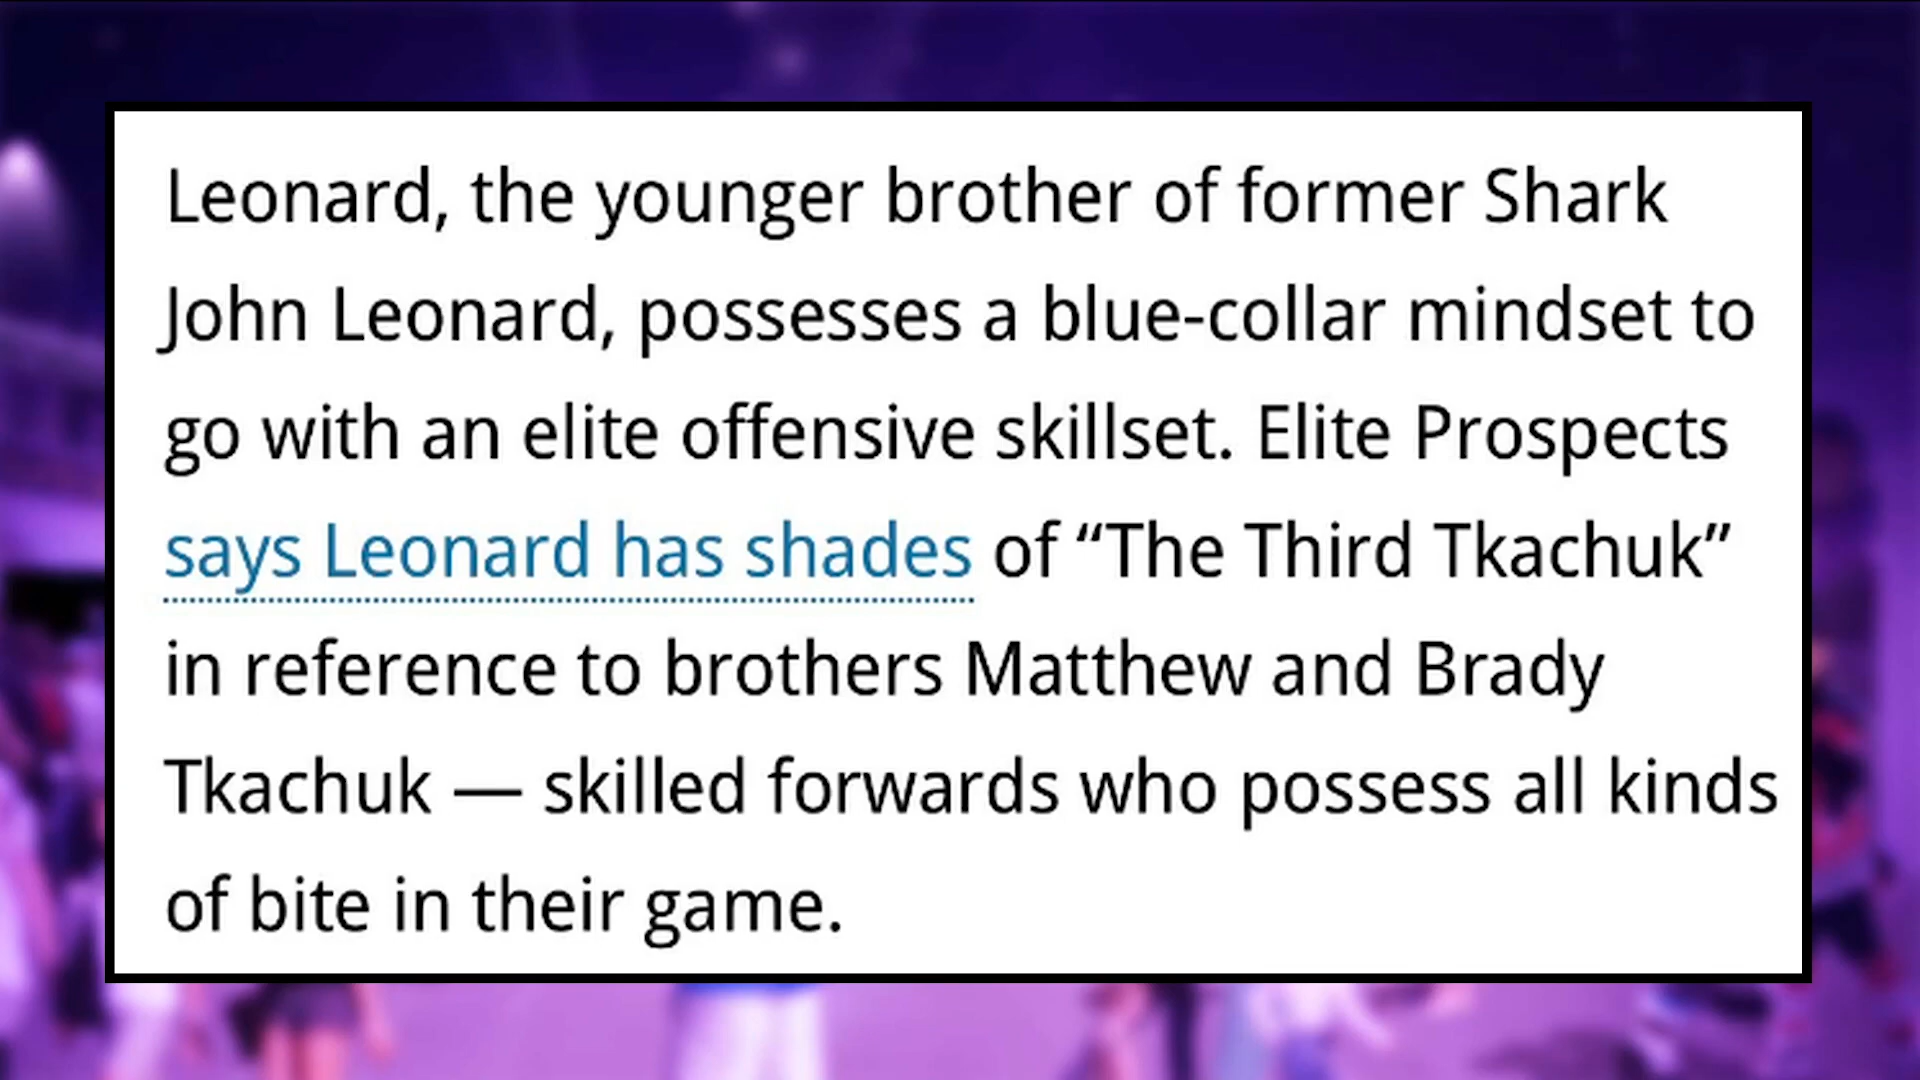 Leonard, the younger brother of former Shark
John Leonard, possesses a blue-collar mindset to
go with an elite offensive skillset. Elite Prospects
says Leonard has shades of “The Third Tkachuk”
in reference to brothers Matthew and Brady
Tkachuk — skilled forwards who possess all kinds
of bite in their game.